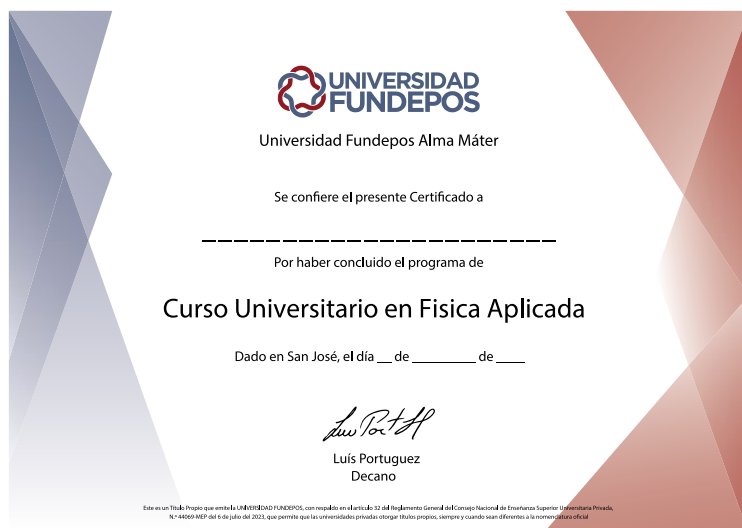 UNIVERSIDAD
FUNDEPOS
Universidad Fundepos Alma Máter
Se confiere el presente Certificado a
Por haber concluido el programa de
Curso Universitario en Fisica Aplicada
Dado en San José, el día __ de _________ de ____
Luís Portuguez
Decano
Este es un Título Propio que emite la UNIVERSIDAD FUNDEPOS, con respaldo en el artículo 32 del Reglamento General del Consejo Nacional de Enseñanza Superior Universitaria Privada,
N.º 44069-MEP del 6 de julio del 2023, que permite que las universidades privadas otorgar títulos propios, siempre y cuando sean diferentes a la nomenclatura oficial